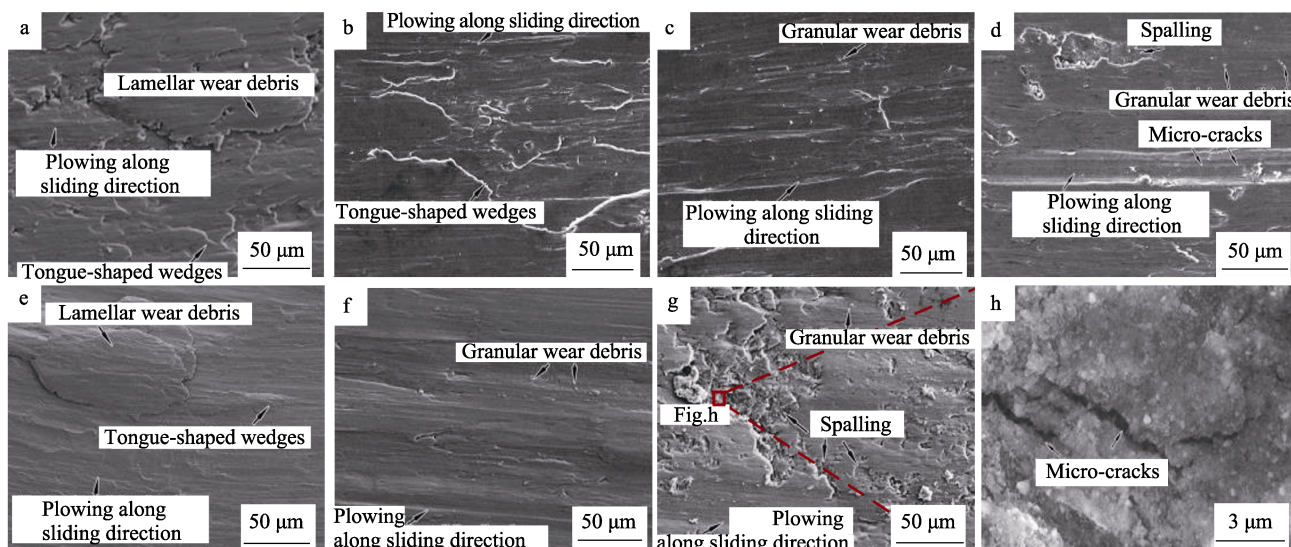 a
Lamellar wear debris
Plowing along
sliding direction
Tongue-shaped wedges
50 μm
b
Plowing along sliding direction
Tongue-shaped wedges
50 μm
c
Granular wear debris
Plowing along sliding
direction
50 μm
d
Spalling
Granular wear debris
Micro-cracks
Plowing along
sliding direction
50 μm
e
Lamellar wear debris
Tongue-shaped wedges
Plowing along
sliding direction
50 μm
f
Granular wear debris
Plowing
along sliding direction
50 μm
g
Granular wear debris
Fig.h
Spalling
Plowing
along sliding direction
50 μm
h
Micro-cracks
3 μm